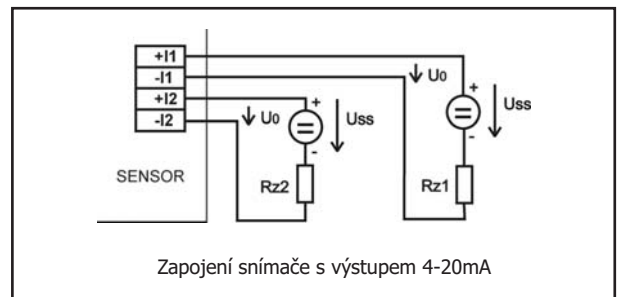 +I1
-I1
+I2
-I2
SENSOR
U0
+
Uss
-
Rz2
U0
+
Uss
-
Rz1
Zapojení snímače s výstupem 4-20mA